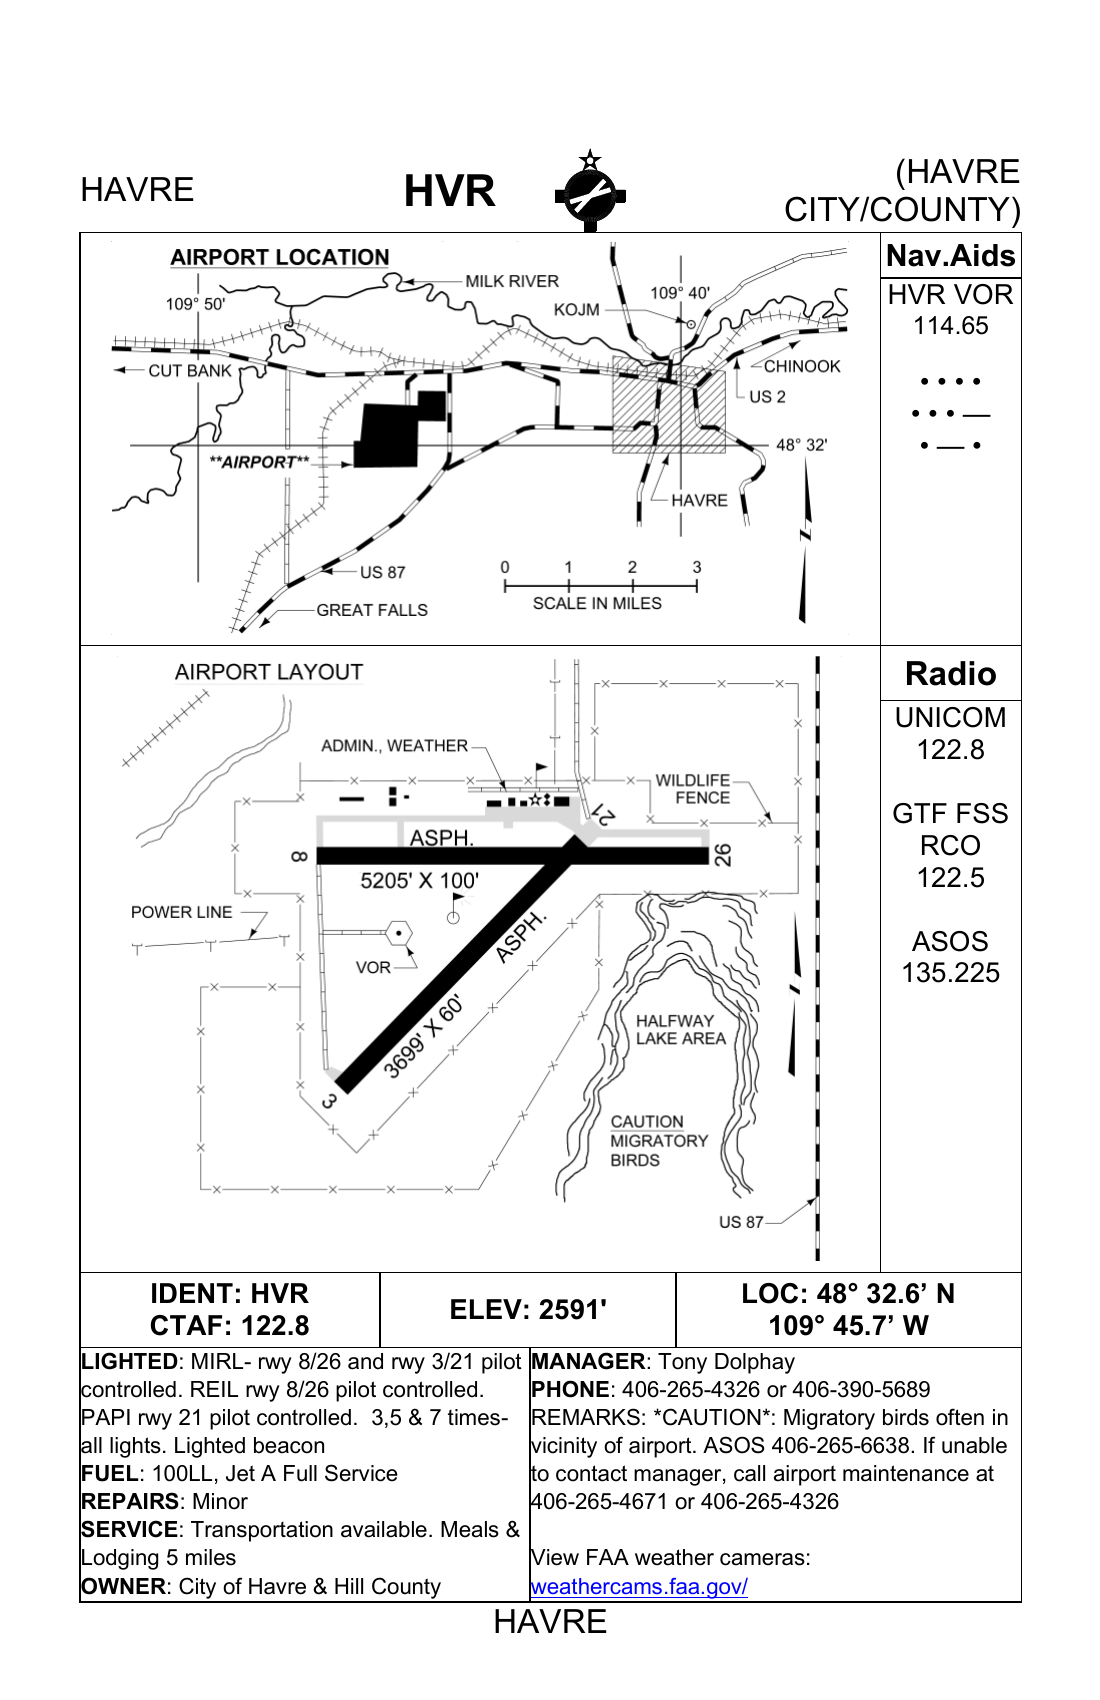 HAVRE
HVR
(HAVRE
CITY/COUNTY)
AIRPORT LOCATION
109° 50'
MILK RIVER
109° 40'
KOJM
CUT BANK
CHINOOK
US 2
48° 32'
**AIRPORT**
HAVRE
US 87
0 1 2 3
SCALE IN MILES
GREAT FALLS
Nav.Aids
HVR VOR
114.65
• • • •
• • • —
• — •
AIRPORT LAYOUT
ADMIN., WEATHER
WILDLIFE
FENCE
21
ASPH.
8
26
5205' X 100'
POWER LINE
ASPH.
VOR
3699' X 60'
HALFWAY
LAKE AREA
3
CAUTION
MIGRATORY
BIRDS
US 87
Radio
UNICOM
122.8
GTF FSS
RCO
122.5
ASOS
135.225
IDENT: HVR
CTAF: 122.8
ELEV: 2591'
LOC: 48° 32.6’ N
109° 45.7’ W
LIGHTED: MIRL- rwy 8/26 and rwy 3/21 pilot
controlled. REIL rwy 8/26 pilot controlled.
PAPI rwy 21 pilot controlled.  3,5 & 7 times-
all lights. Lighted beacon
FUEL: 100LL, Jet A Full Service
REPAIRS: Minor
SERVICE: Transportation available. Meals &
Lodging 5 miles
OWNER: City of Havre & Hill County
MANAGER: Tony Dolphay
PHONE: 406-265-4326 or 406-390-5689
REMARKS: *CAUTION*: Migratory birds often in
vicinity of airport. ASOS 406-265-6638. If unable
to contact manager, call airport maintenance at
406-265-4671 or 406-265-4326
View FAA weather cameras:
weathercams.faa.gov/
HAVRE